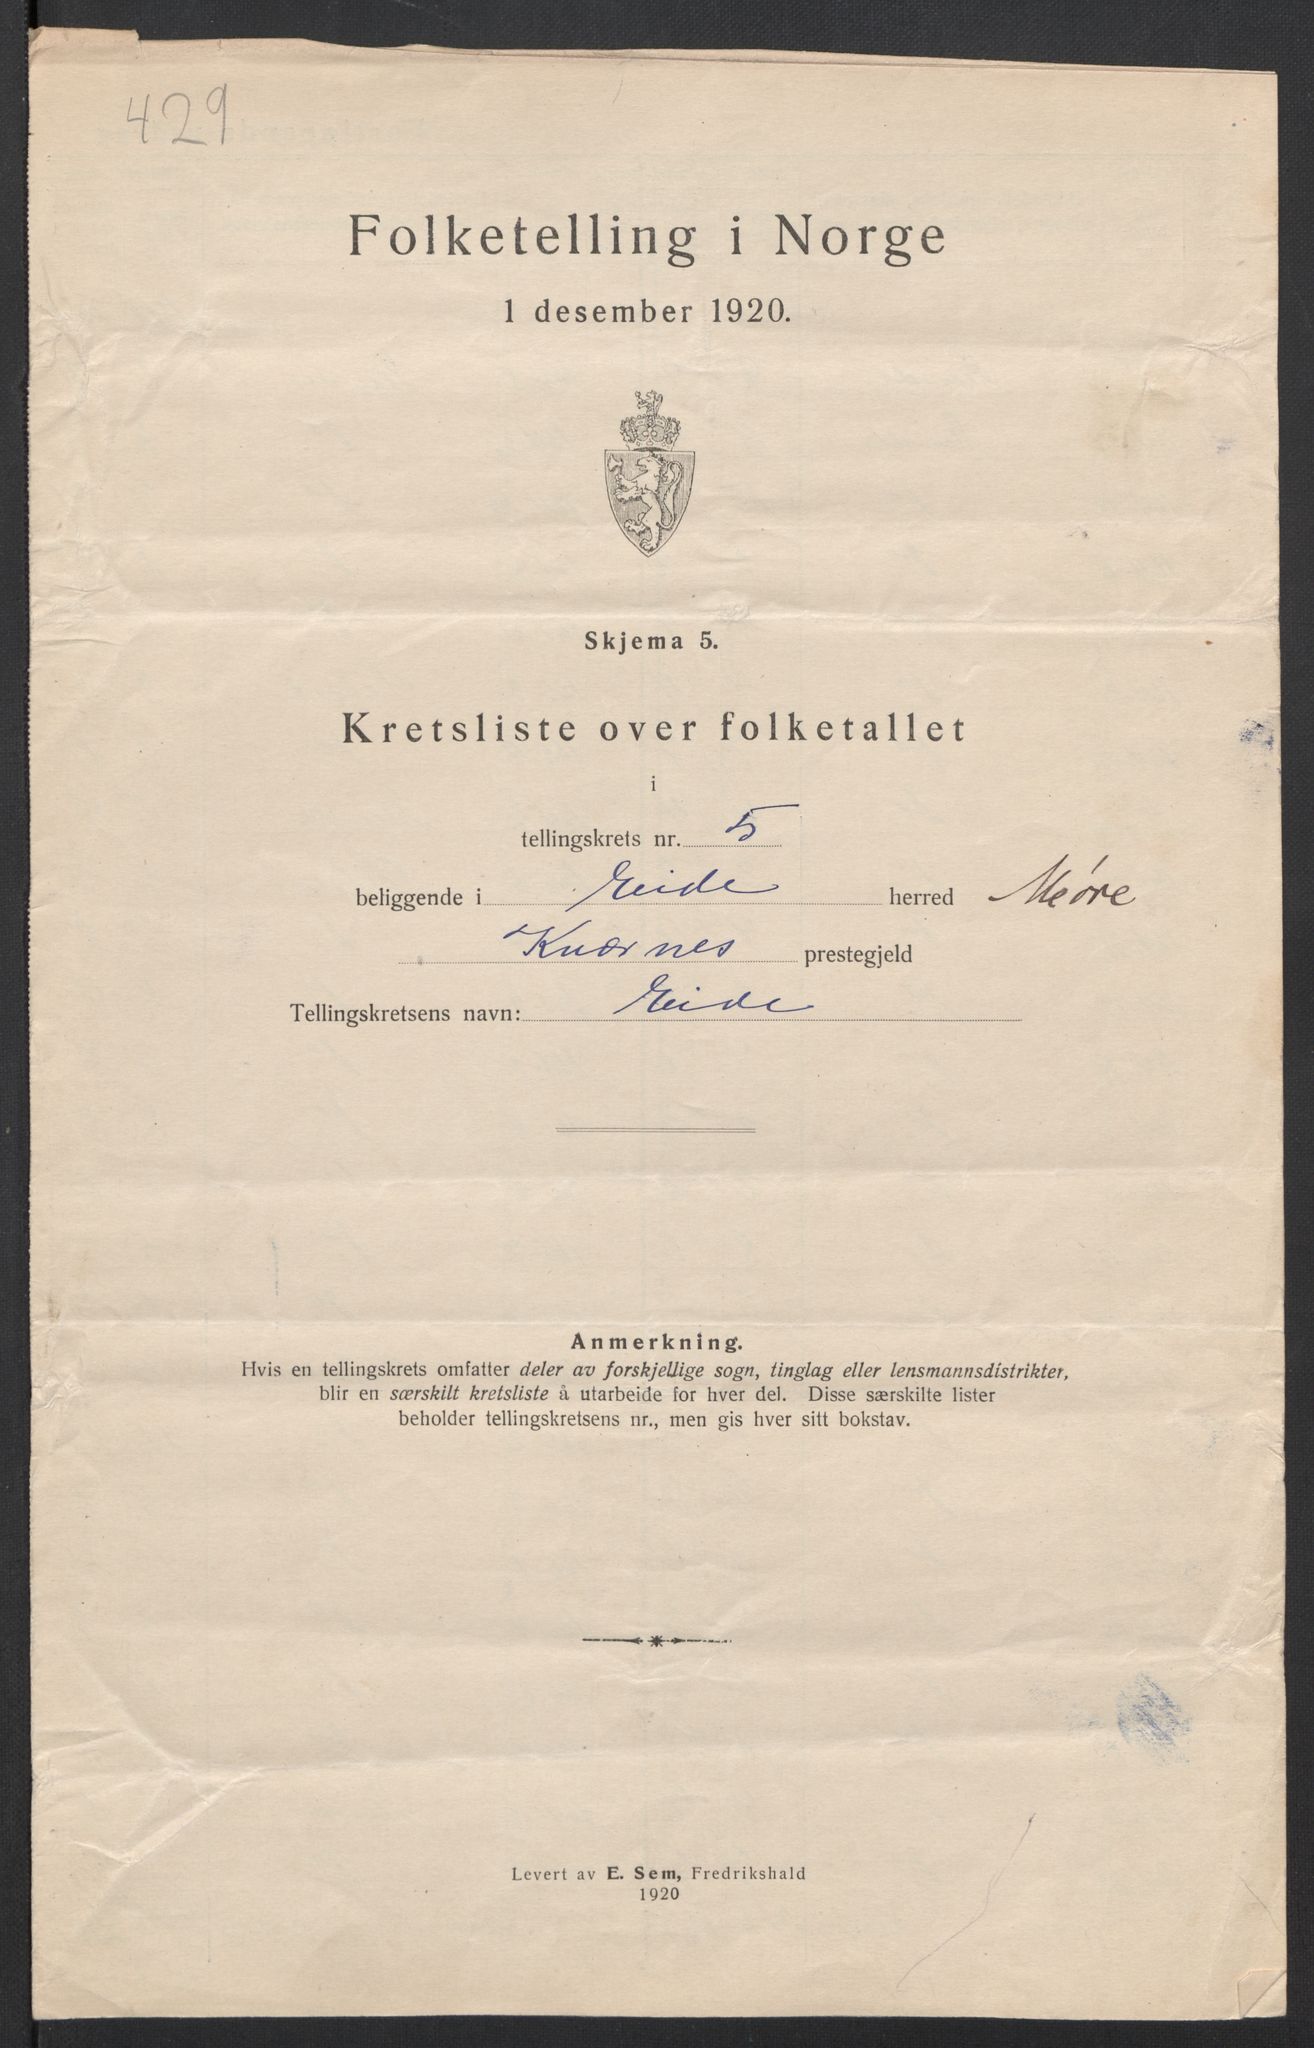 429
Folketelling i Norge
1 desember 1920.
Skjema 5.
Kretsliste over folketallet
i
tellingskrets nr. 5
beliggende i Eide herred Møre
Kværnes prestegjeld
Tellingskretsens navn: Eide
Anmerkning.
Hvis en tellingskrets omfatter deler av forskjellige sogn, tinglag eller lensmannsdistrikter,
blir en særskilt kretsliste å utarbeide for hver del. Disse særskilte lister
beholder tellingskretsens nr., men gis hver sitt bokstav.
Levert av E. Sem, Fredrikshald
1920